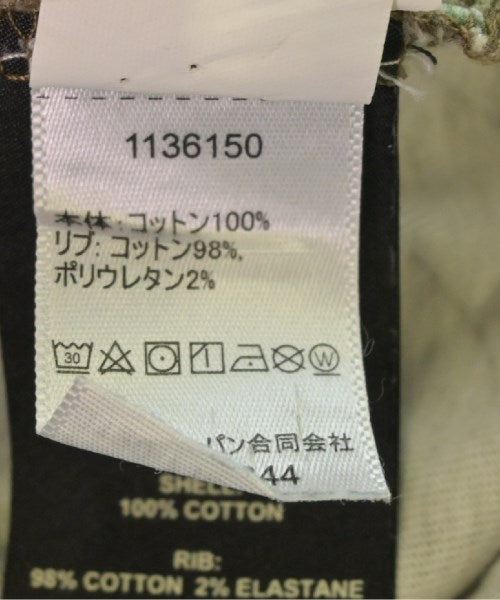 1136150
本体:コットン100%
リブ: コットン98%,
ポリウレタン2%
30
W
パン合同会社
44
SHELL
100% COTTON
RIB:
98% COTTON 2% ELASTANE